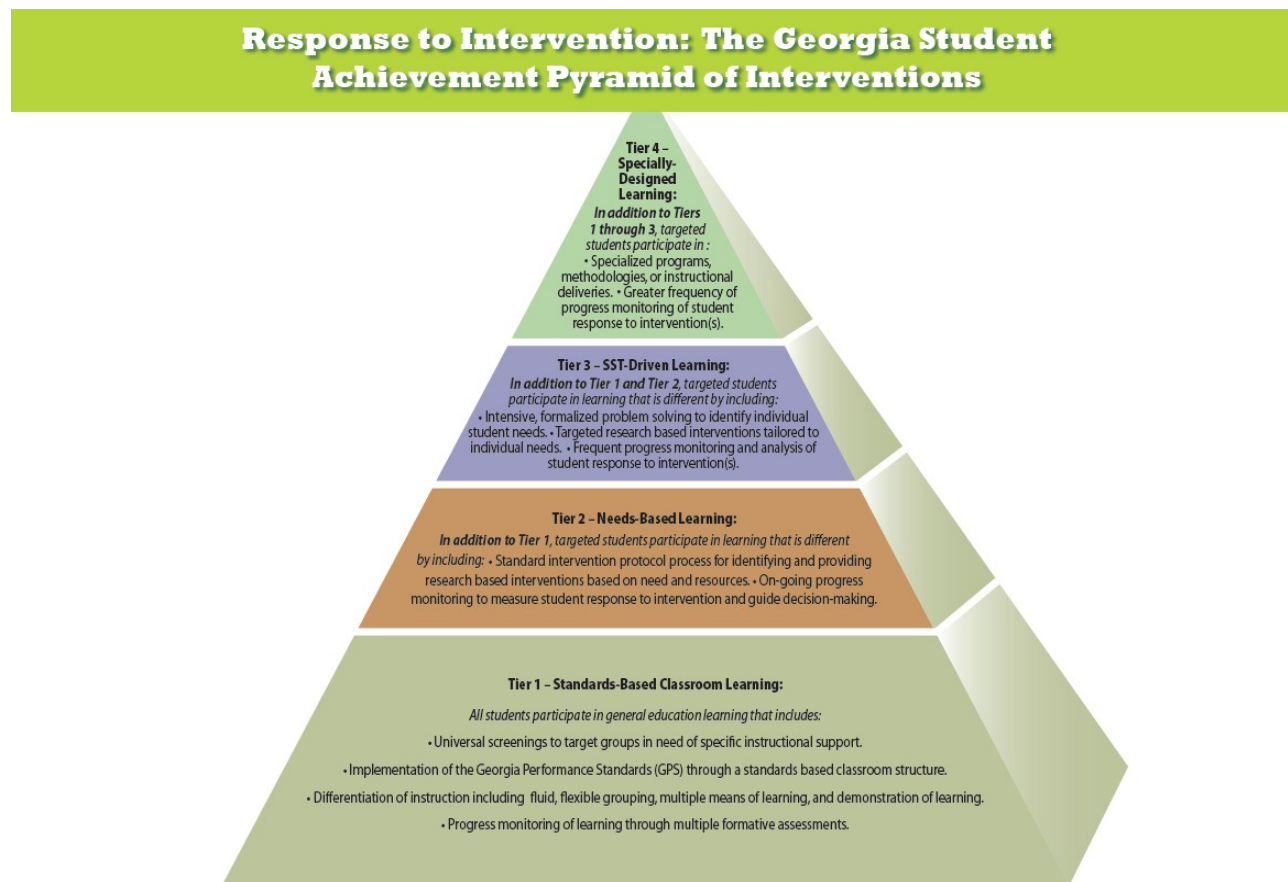 Response to Intervention: The Georgia Student
Achievement Pyramid of Interventions
Tier 4 –
Specially-
Designed
Learning:
In addition to Tiers
1 through 3, targeted
students participate in :
• Specialized programs,
methodologies, or instructional
deliveries. • Greater frequency of
progress monitoring of student
response to intervention(s).
Tier 3 – SST-Driven Learning:
In addition to Tier 1 and Tier 2, targeted students
participate in learning that is different by including:
• Intensive, formalized problem solving to identify individual
student needs. • Targeted research based interventions tailored to
individual needs. • Frequent progress monitoring and analysis of
student response to intervention(s).
Tier 2 – Needs-Based Learning:
In addition to Tier 1, targeted students participate in learning that is different
by including: • Standard intervention protocol process for identifying and providing
research based interventions based on need and resources. • On-going progress
monitoring to measure student response to intervention and guide decision-making.
Tier 1 – Standards-Based Classroom Learning:
All students participate in general education learning that includes:
• Universal screenings to target groups in need of specific instructional support.
• Implementation of the Georgia Performance Standards (GPS) through a standards based classroom structure.
• Differentiation of instruction including fluid, flexible grouping, multiple means of learning, and demonstration of learning.
• Progress monitoring of learning through multiple formative assessments.